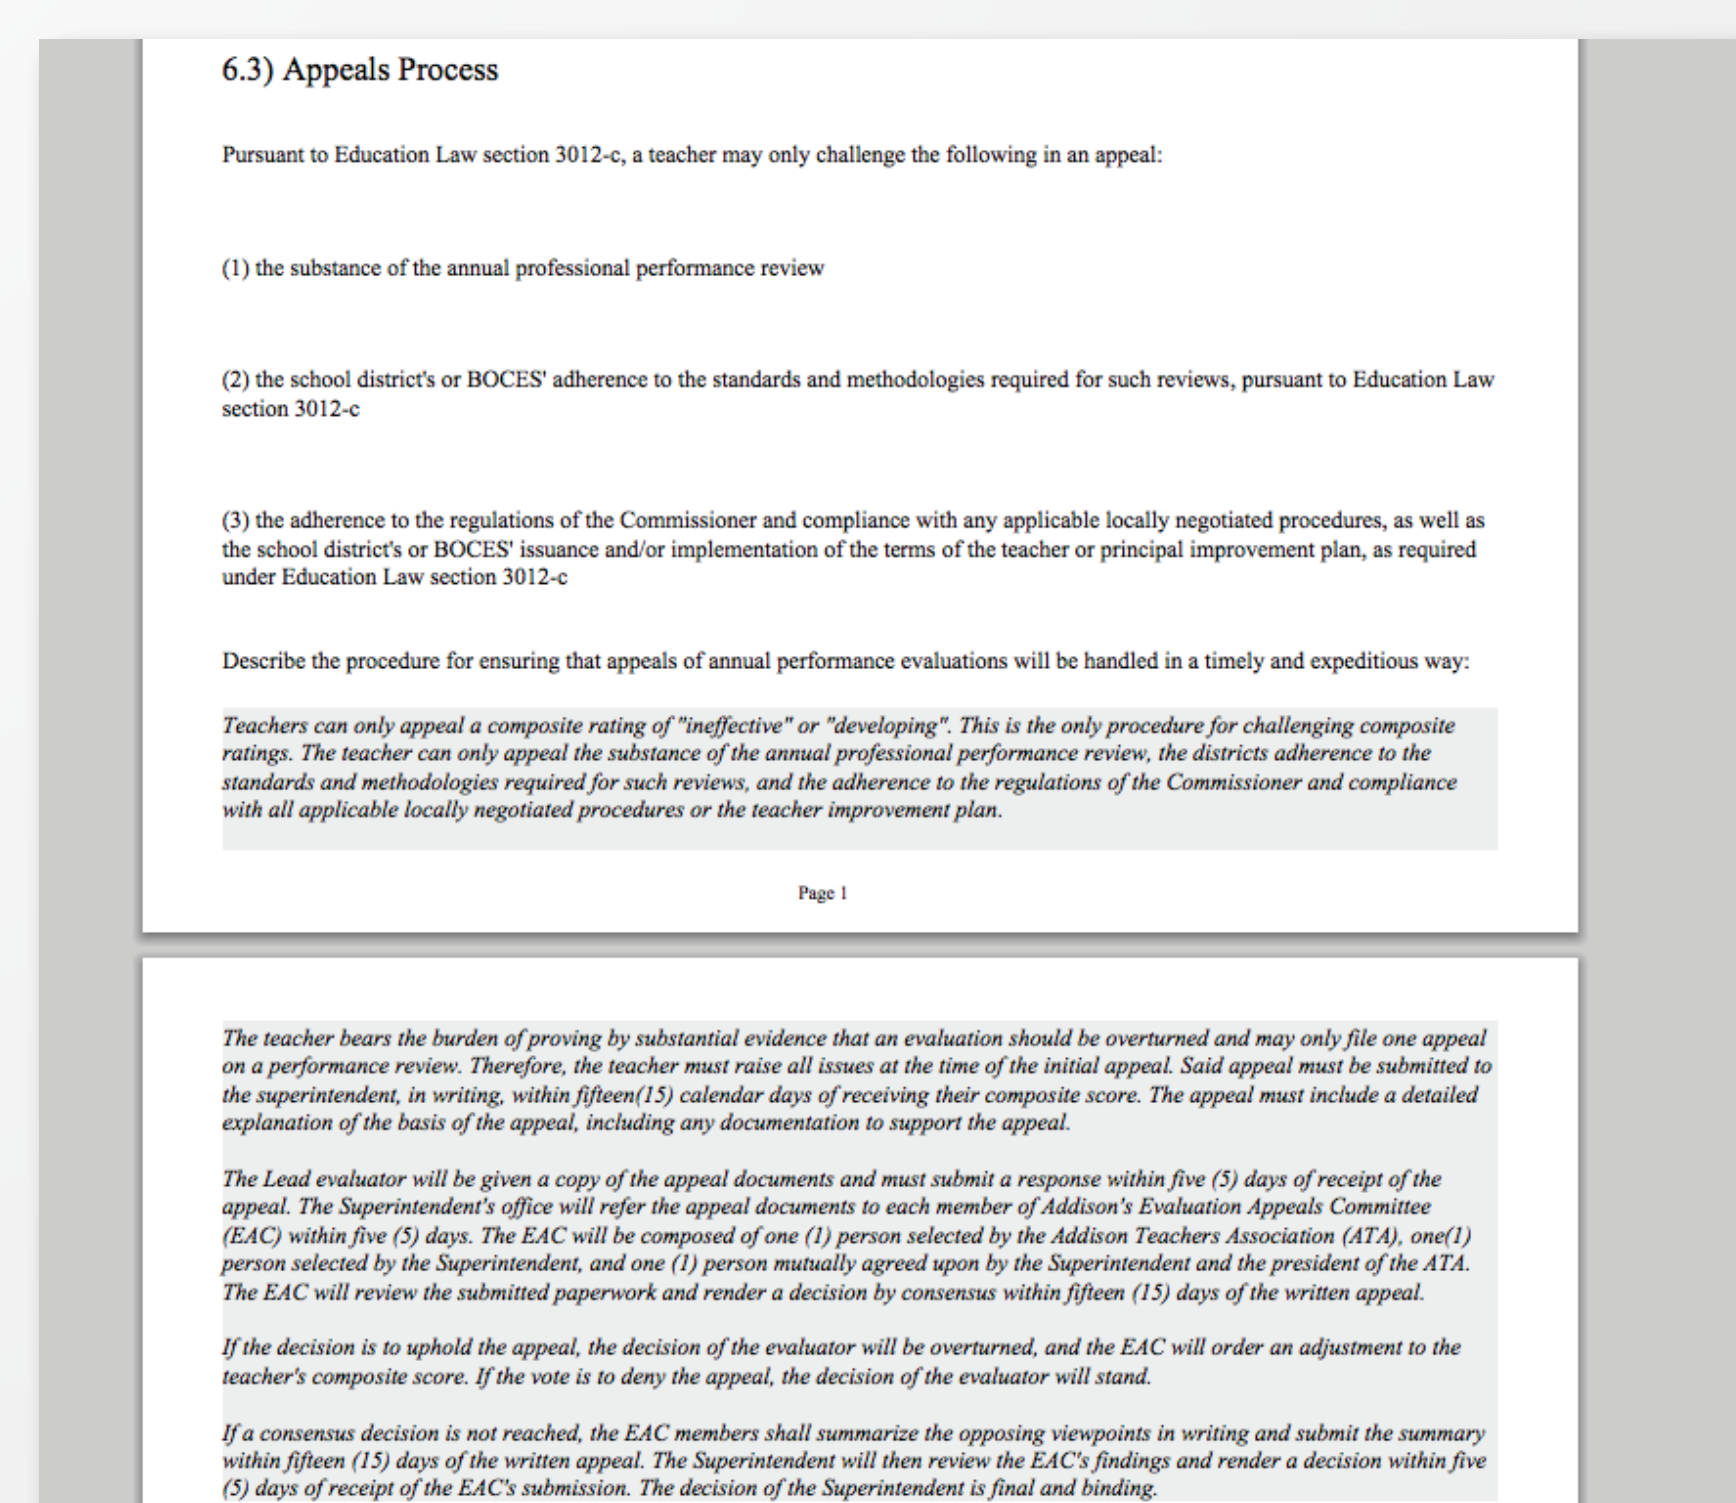 6.3) Appeals Process
Pursuant to Education Law section 3012-c, a teacher may only challenge the following in an appeal:
(1) the substance of the annual professional performance review
(2) the school district's or BOCES' adherence to the standards and methodologies required for such reviews, pursuant to Education Law
section 3012-c
(3) the adherence to the regulations of the Commissioner and compliance with any applicable locally negotiated procedures, as well as
the school district's or BOCES' issuance and/or implementation of the terms of the teacher or principal improvement plan, as required
under Education Law section 3012-c
Describe the procedure for ensuring that appeals of annual performance evaluations will be handled in a timely and expeditious way:
Teachers can only appeal a composite rating of "ineffective" or "developing". This is the only procedure for challenging composite
ratings. The teacher can only appeal the substance of the annual professional performance review, the districts adherence to the
standards and methodologies required for such reviews, and the adherence to the regulations of the Commissioner and compliance
with all applicable locally negotiated procedures or the teacher improvement plan.
Page 1
The teacher bears the burden of proving by substantial evidence that an evaluation should be overturned and may only file one appeal
on a performance review. Therefore, the teacher must raise all issues at the time of the initial appeal. Said appeal must be submitted to
the superintendent, in writing, within fifteen(15) calendar days of receiving their composite score. The appeal must include a detailed
explanation of the basis of the appeal, including any documentation to support the appeal.
The Lead evaluator will be given a copy of the appeal documents and must submit a response within five (5) days of receipt of the
appeal. The Superintendent's office will refer the appeal documents to each member of Addison's Evaluation Appeals Committee
(EAC) within five (5) days. The EAC will be composed of one (1) person selected by the Addison Teachers Association (ATA), one(1)
person selected by the Superintendent, and one (1) person mutually agreed upon by the Superintendent and the president of the ATA.
The EAC will review the submitted paperwork and render a decision by consensus within fifteen (15) days of the written appeal.
If the decision is to uphold the appeal, the decision of the evaluator will be overturned, and the EAC will order an adjustment to the
teacher's composite score. If the vote is to deny the appeal, the decision of the evaluator will stand.
If a consensus decision is not reached, the EAC members shall summarize the opposing viewpoints in writing and submit the summary
within fifteen (15) days of the written appeal. The Superintendent will then review the EAC's findings and render a decision within five
(5) days of receipt of the EAC's submission. The decision of the Superintendent is final and binding.